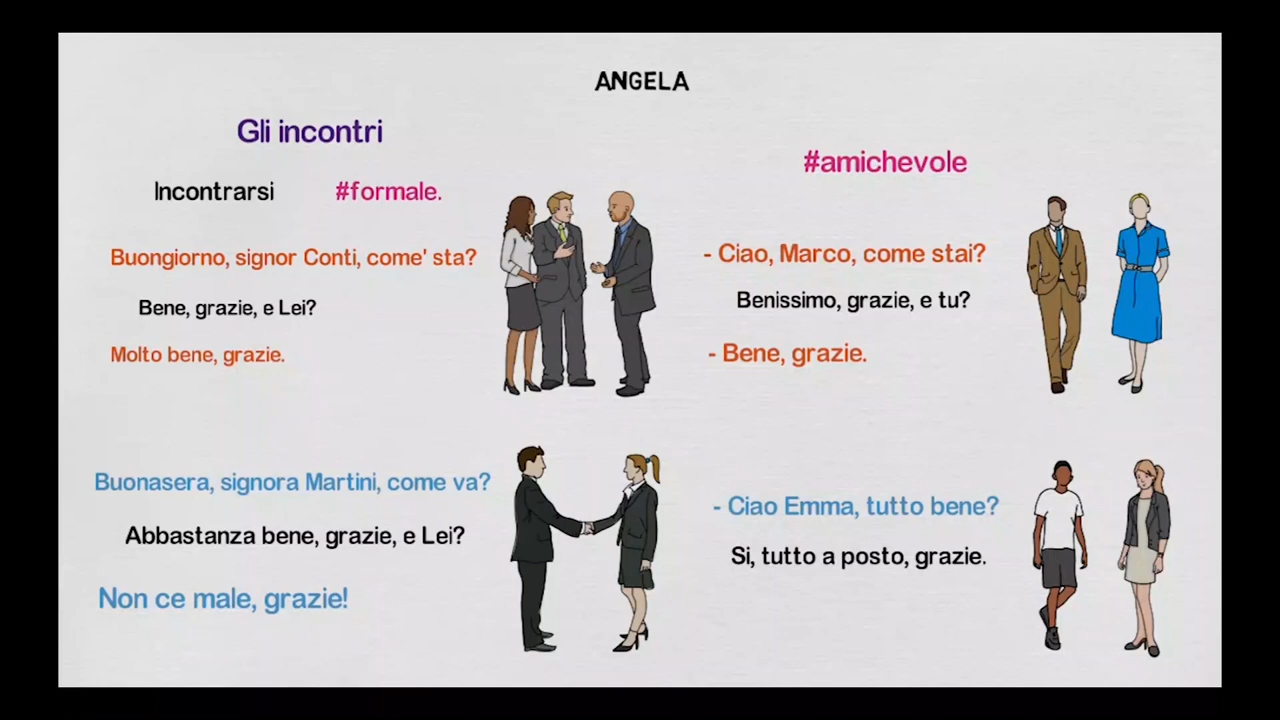 ANGELA
Gli incontri
Incontrarsi #formale.
Buongiorno, signor Conti, come' sta?
Bene, grazie, e Lei?
Molto bene, grazie.
Buonasera, signora Martini, come va?
Abbastanza bene, grazie, e Lei?
Non ce male, grazie!
#amichevole
- Ciao, Marco, come stai?
Benissimo, grazie, e tu?
- Bene, grazie.
- Ciao Emma, tutto bene?
Si, tutto a posto, grazie.